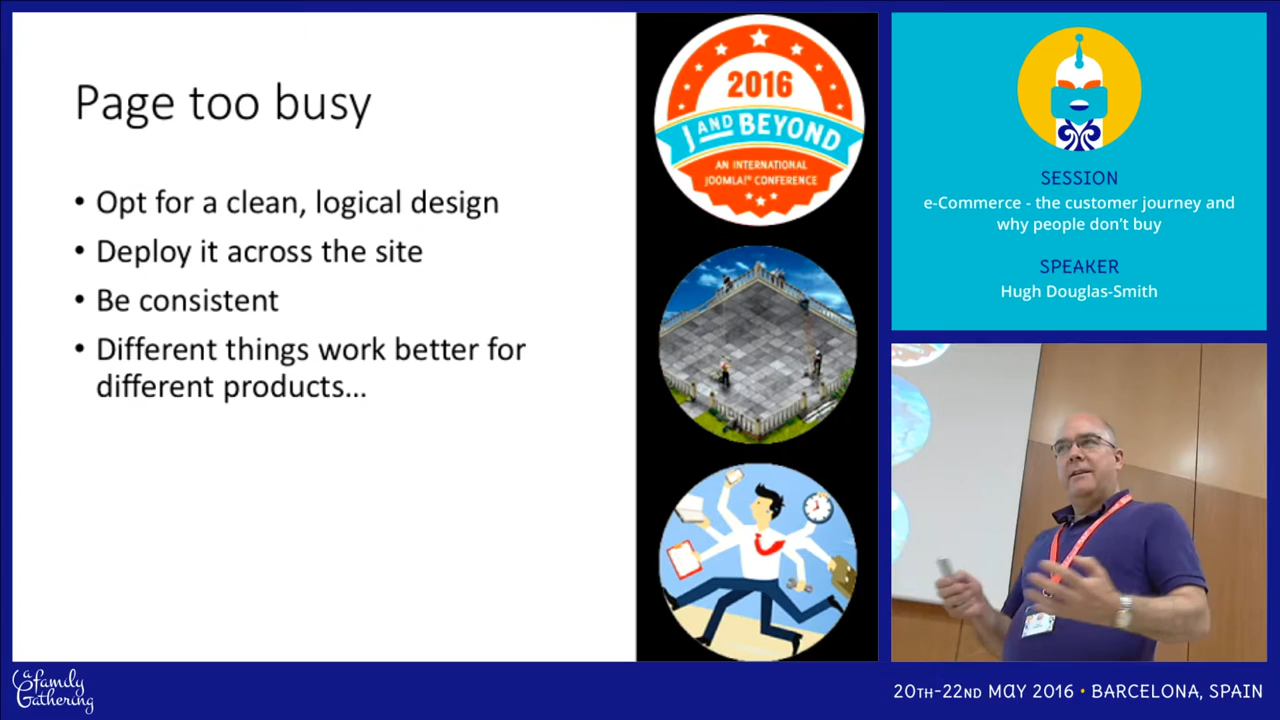 Page too busy
• Opt for a clean, logical design
• Deploy it across the site
• Be consistent
• Different things work better for
different products...
2016
J AND BEYOND
AN INTERNATIONAL
JOOMLA!® CONFERENCE
SESSION
e-Commerce - the customer journey and
why people don't buy
SPEAKER
Hugh Douglas-Smith
a
family
Gathering
20TH-22ND MAY 2016 • BARCELONA, SPAIN